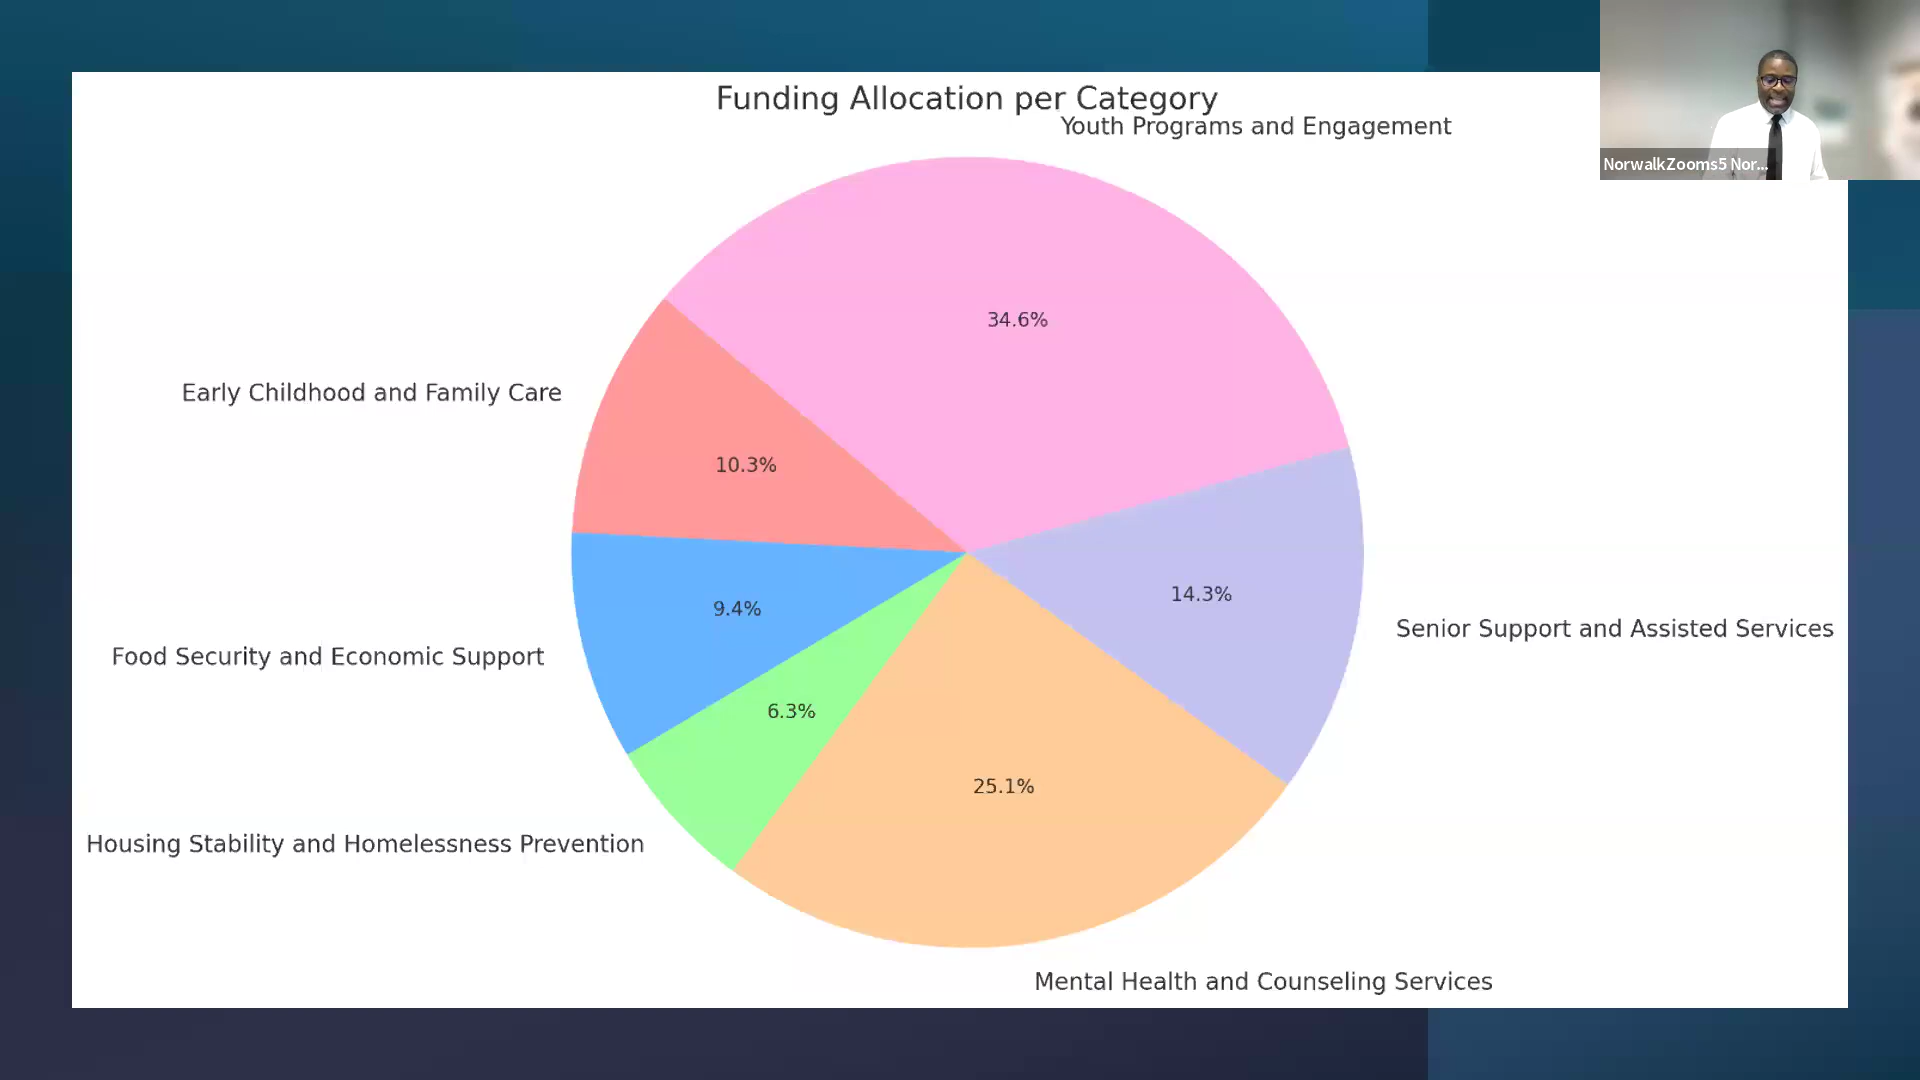 Funding Allocation per Category
Youth Programs and Engagement
34.6%
Early Childhood and Family Care
10.3%
Food Security and Economic Support
9.4%
Housing Stability and Homelessness Prevention
6.3%
Mental Health and Counseling Services
25.1%
Senior Support and Assisted Services
14.3%
NorwalkZooms5 Nor...